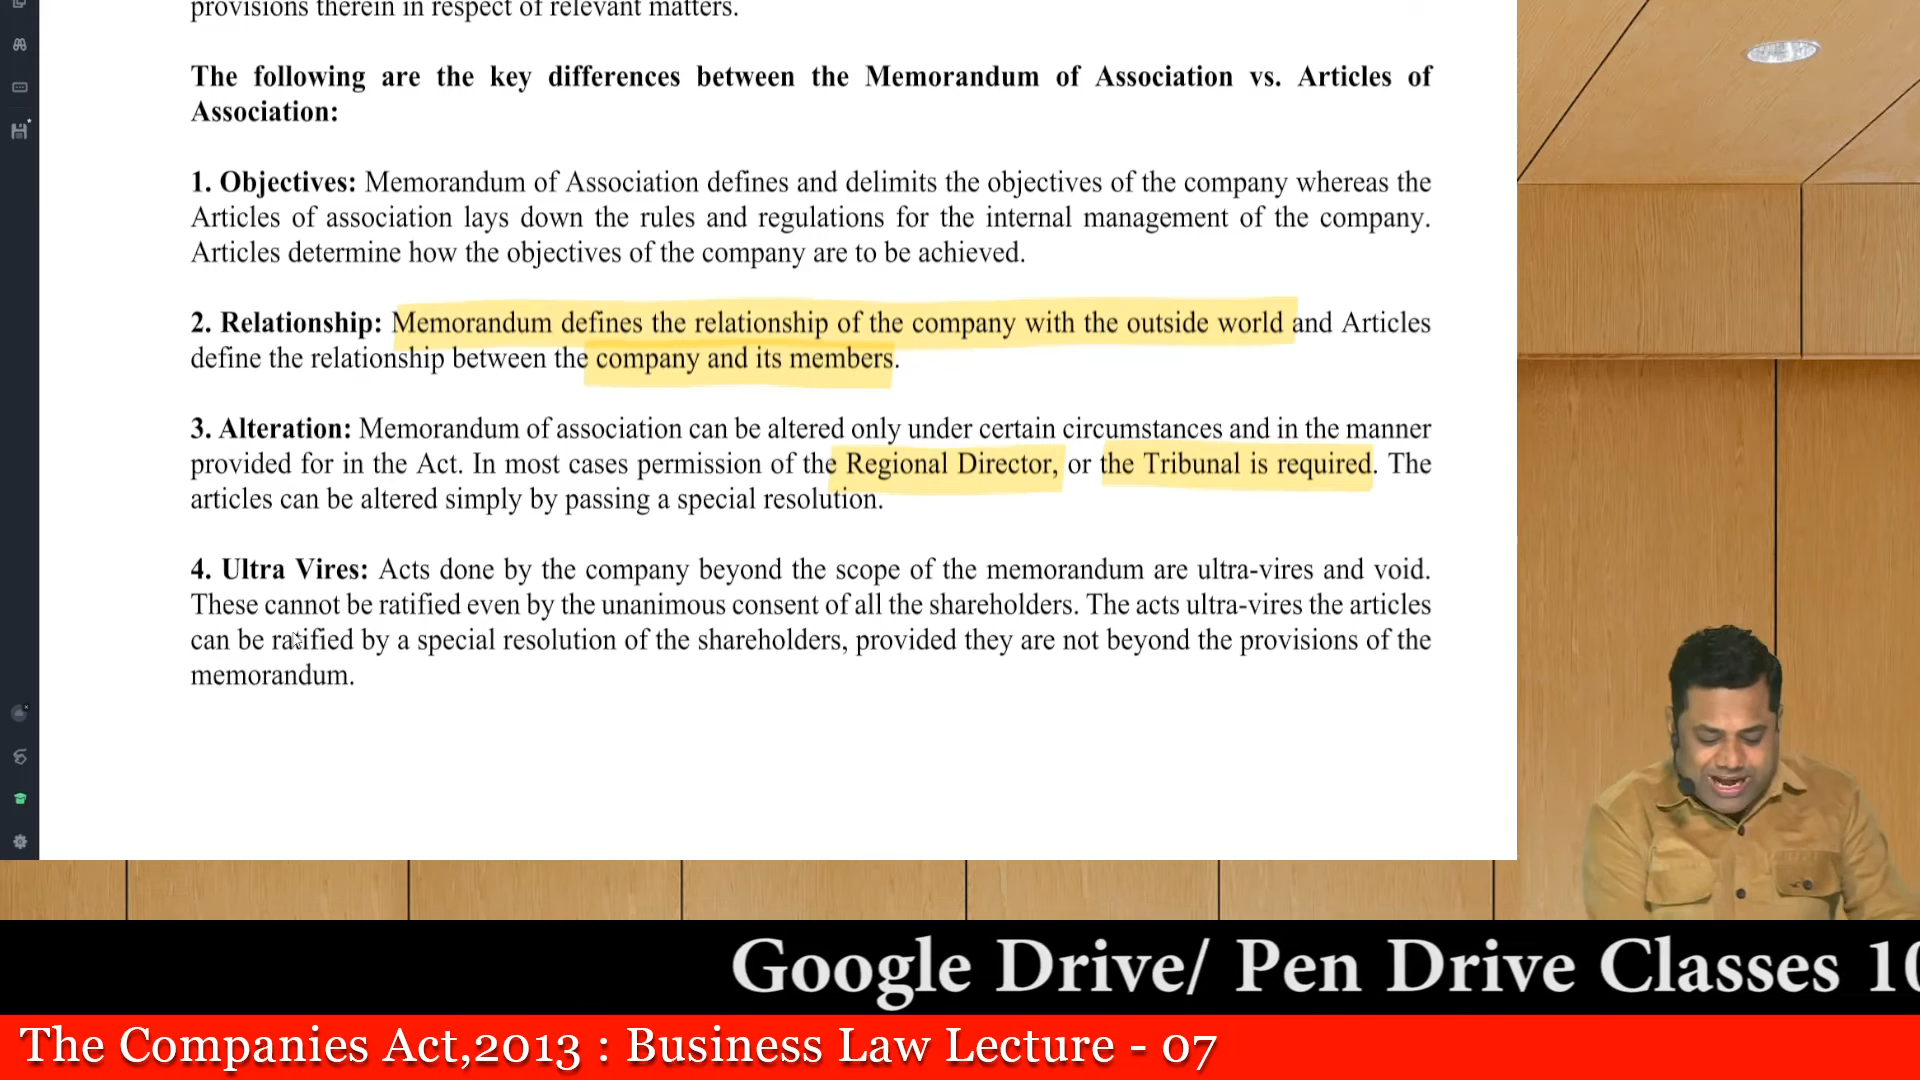 provisions therein in respect of relevant matters.
The following are the key differences between the Memorandum of Association vs. Articles of
Association:
1. Objectives: Memorandum of Association defines and delimits the objectives of the company whereas the
Articles of association lays down the rules and regulations for the internal management of the company.
Articles determine how the objectives of the company are to be achieved.
2. Relationship: Memorandum defines the relationship of the company with the outside world and Articles
define the relationship between the company and its members.
3. Alteration: Memorandum of association can be altered only under certain circumstances and in the manner
provided for in the Act. In most cases permission of the Regional Director, or the Tribunal is required. The
articles can be altered simply by passing a special resolution.
4. Ultra Vires: Acts done by the company beyond the scope of the memorandum are ultra-vires and void.
These cannot be ratified even by the unanimous consent of all the shareholders. The acts ultra-vires the articles
can be ratified by a special resolution of the shareholders, provided they are not beyond the provisions of the
memorandum.
Google Drive/ Pen Drive Classes 10
The Companies Act,2013 : Business Law Lecture - 07